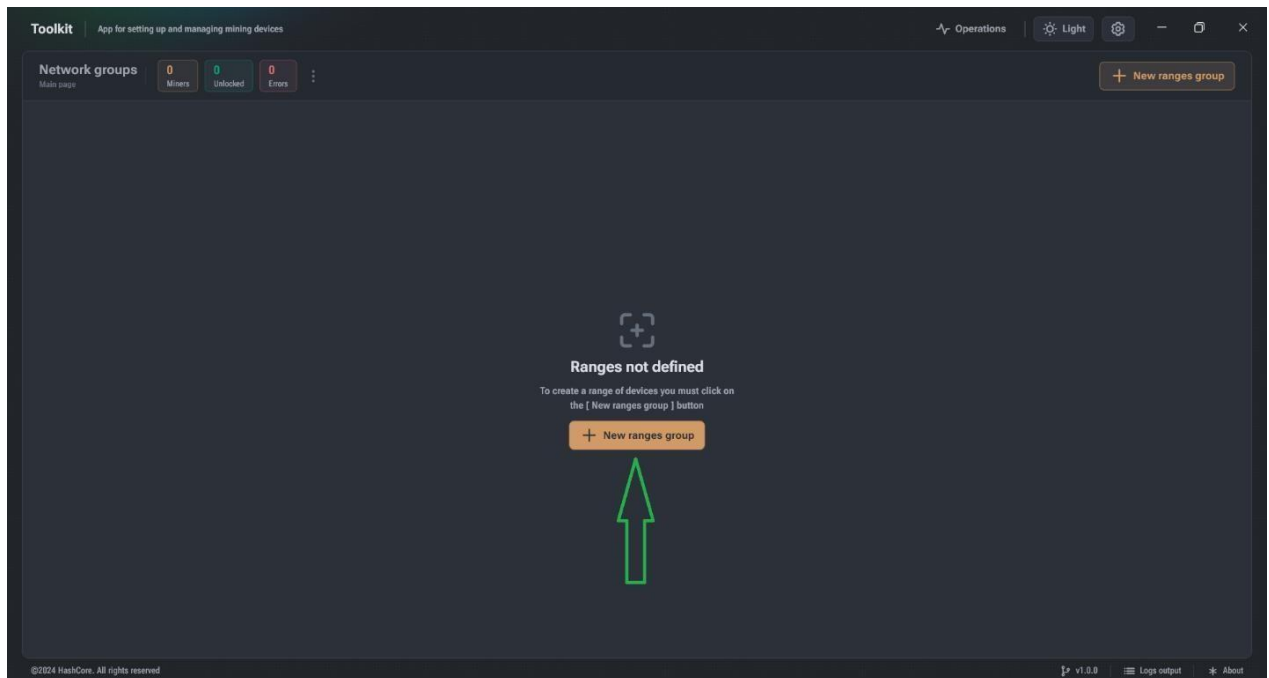 Toolkit
App for setting up and managing mining devices
Operations
Light
Network groups
Main page
0
Miners
0
Unlocked
0
Errors
New ranges group
Ranges not defined
To create a range of devices you must click on
the [ New ranges group ] button
New ranges group
©2024 HashCore. All rights reserved
v1.0.0
Logs output
About